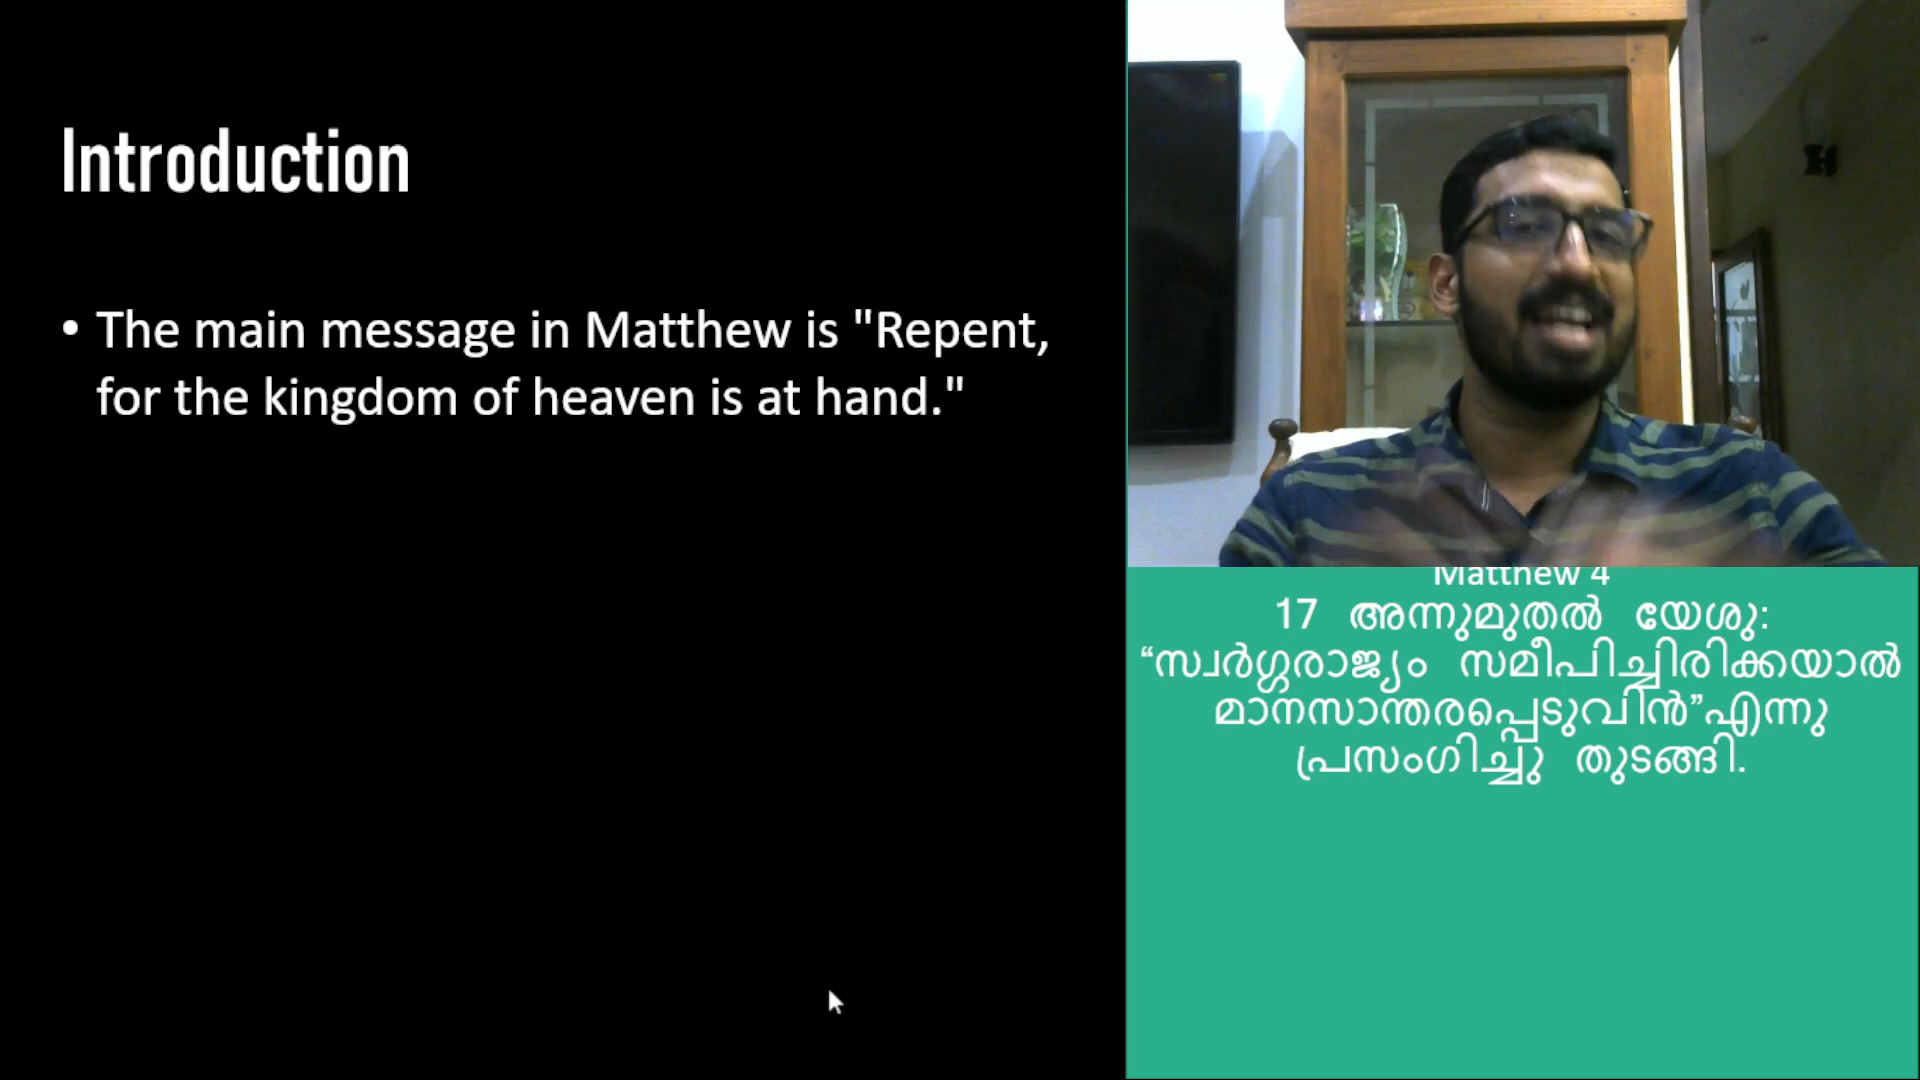 Introduction
• The main message in Matthew is "Repent,
for the kingdom of heaven is at hand."
Matthew 4
17 അന്നുമുതൽ യേശു:
“സ്വർഗ്ഗരാജ്യം സമീപിച്ചിരിക്കയാൽ
മാനസാന്തരപ്പെടുവിൻ”എന്നു
പ്രസംഗിച്ചു തുടങ്ങി.